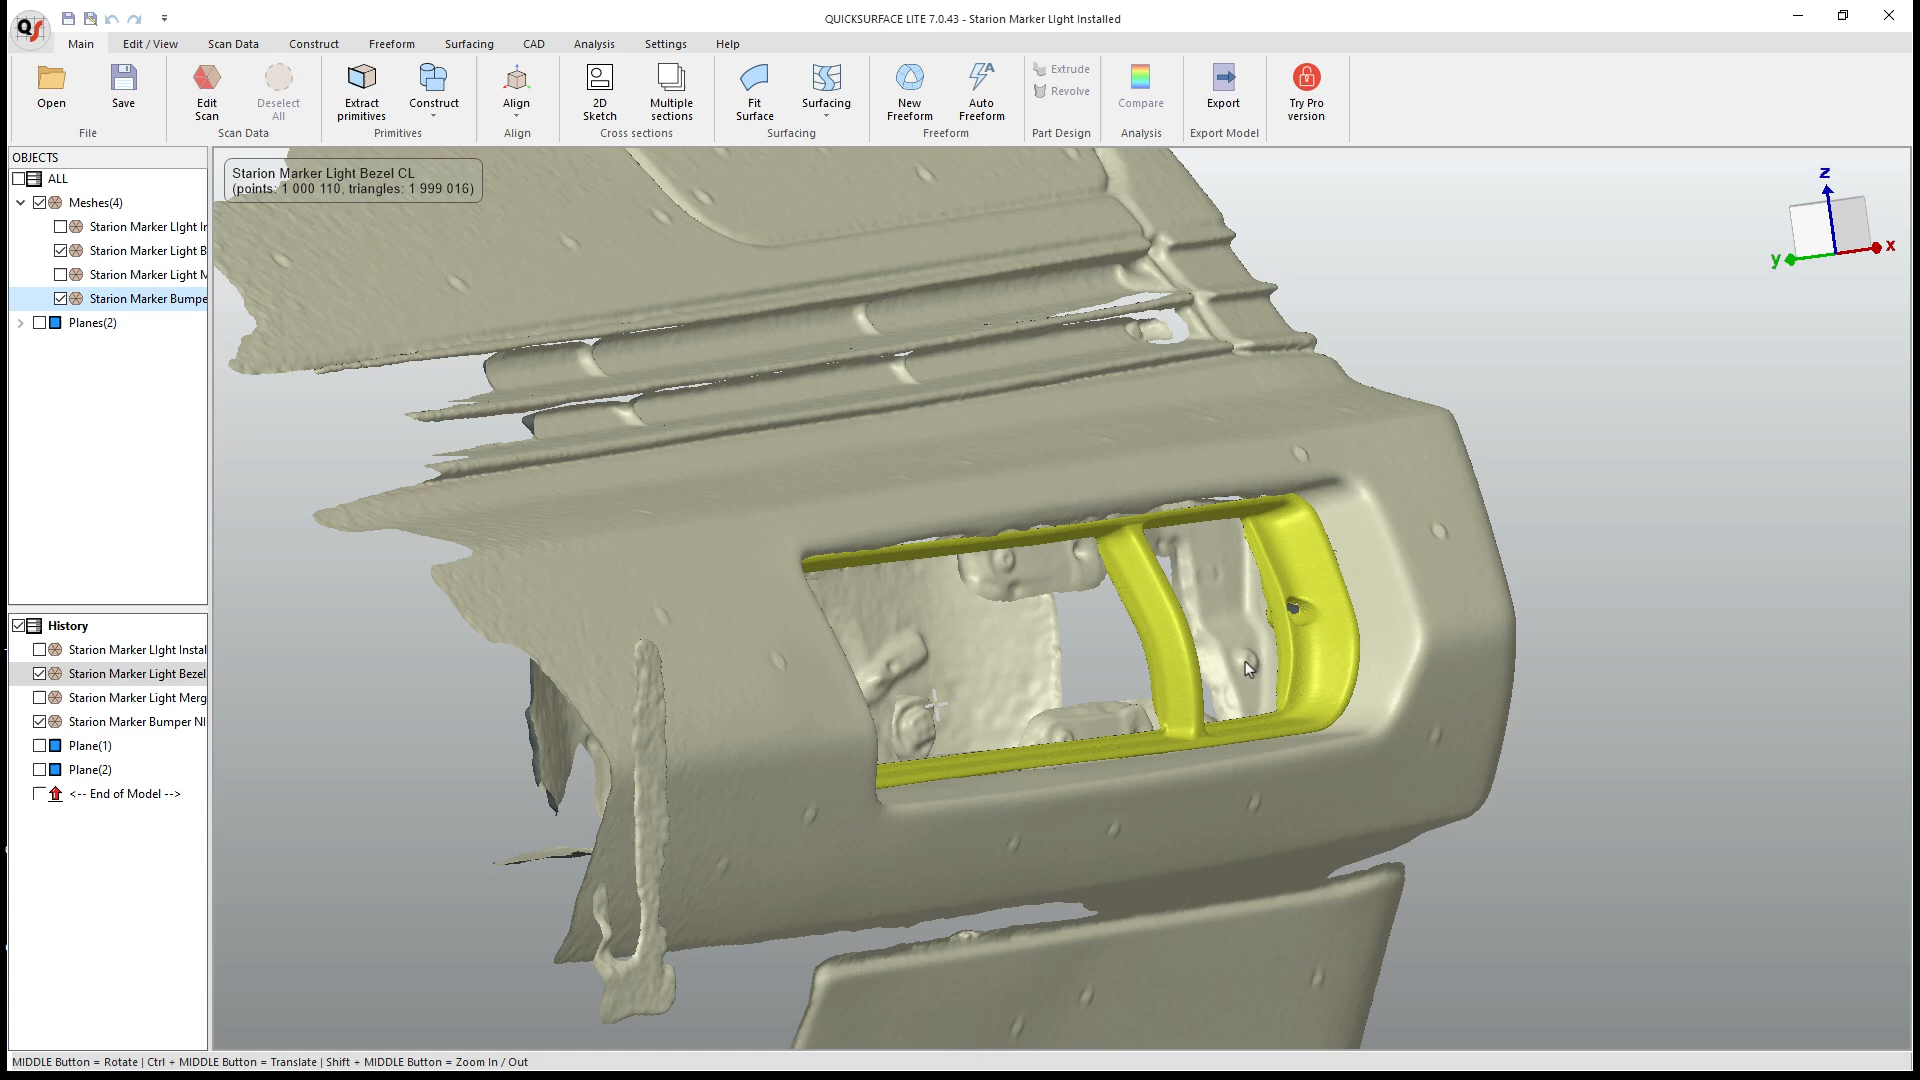 QS
QUICKSURFACE LITE 7.0.43 - Starion Marker LIght Installed
Main
Edit / View
Scan Data
Construct
Freeform
Surfacing
CAD
Analysis
Settings
Help
Open
Save
File
Edit
Scan
Deselect
All
Scan Data
Extract
primitives
Construct
Primitives
Align
Align
2D
Sketch
Multiple
sections
Cross sections
Fit
Surface
Surfacing
Surfacing
New
Freeform
Auto
Freeform
Freeform
Extrude
Revolve
Part Design
Compare
Analysis
Export
Export Model
Try Pro
version
OBJECTS
ALL
Meshes(4)
Starion Marker LIght Ir
Starion Marker Light B
Starion Marker Light M
Starion Marker Bumpe
Planes(2)
History
Starion Marker LIght Instal
Starion Marker Light Bezel
Starion Marker Light Merg
Starion Marker Bumper NI
Plane(1)
Plane(2)
<-- End of Model -->
Starion Marker Light Bezel CL
(points: 1 000 110, triangles: 1 999 016)
z
y
x
MIDDLE Button = Rotate | Ctrl + MIDDLE Button = Translate | Shift + MIDDLE Button = Zoom In / Out